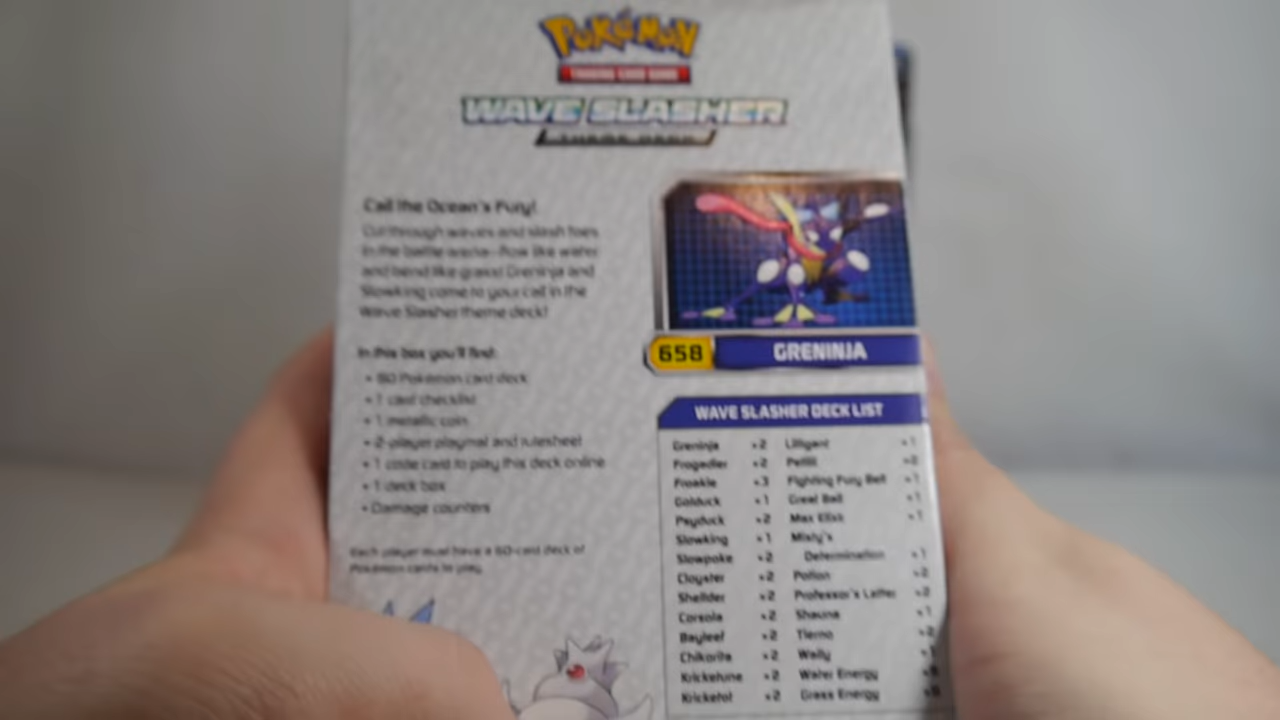 POKéMON
TRADING CARD GAME
WAVE SLASHER
THEME DECK
Call the Ocean's Fury!
Cut through waves and slash foes
in the battle arena—flow like water
and bend like grass! Greninja and
Slowking come to your call in the
Wave Slasher theme deck!
In this box you'll find:
• 60 Pokémon card deck
• 1 card checklist
• 1 metallic coin
• 2-player playmat and rulesheet
• 1 code card to play this deck online
• 1 deck box
• Damage counters
Each player must have a 60-card deck of
Pokémon cards to play.
658 GRENINJA
WAVE SLASHER DECK LIST
Greninja ×2
Frogadier ×2
Froakie ×3
Golduck ×1
Psyduck ×2
Slowking ×1
Slowpoke ×2
Cloyster ×2
Shellder ×2
Corsola ×2
Bayleef ×2
Chikorita ×2
Kricketune ×2
Kricketot ×2
Lilligant ×1
Petilil ×2
Fighting Fury Belt ×1
Great Ball ×1
Max Elixir ×1
Misty's
Determination ×1
Potion ×2
Professor's Letter ×2
Shauna ×1
Tierno ×2
Wally ×1
Water Energy
Grass Energy